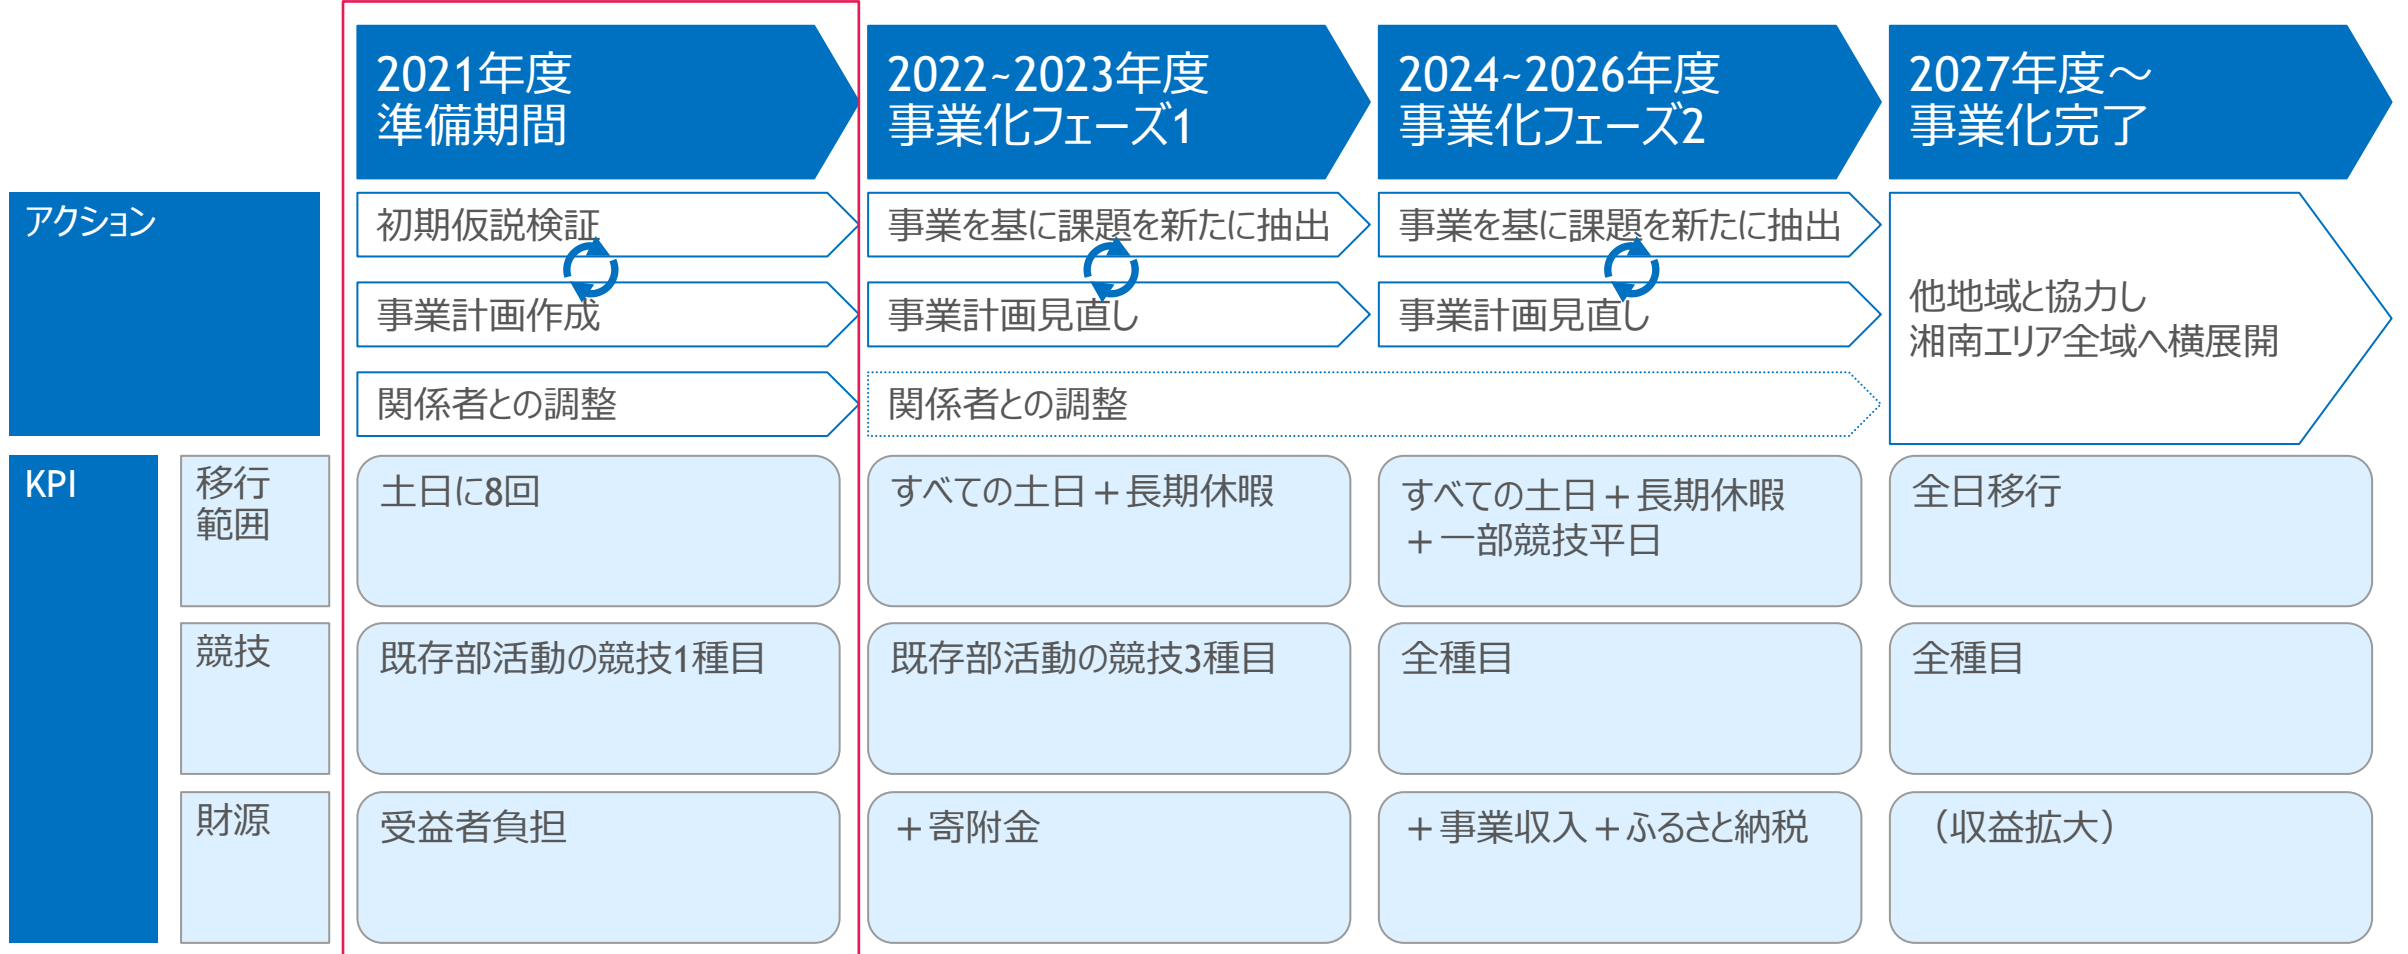 2021年度
準備期間
2022~2023年度
事業化フェーズ1
2024~2026年度
事業化フェーズ2
2027年度～
事業化完了
アクション
初期仮説検証
事業を基に課題を新たに抽出
事業を基に課題を新たに抽出
事業計画作成
事業計画見直し
事業計画見直し
他地域と協力し
湘南エリア全域へ横展開
関係者との調整
関係者との調整
KPI
移行
範囲
土日に8回
すべての土日＋長期休暇
すべての土日＋長期休暇
＋一部競技平日
全日移行
競技
既存部活動の競技1種目
既存部活動の競技3種目
全種目
全種目
財源
受益者負担
＋寄附金
＋事業収入＋ふるさと納税
（収益拡大）